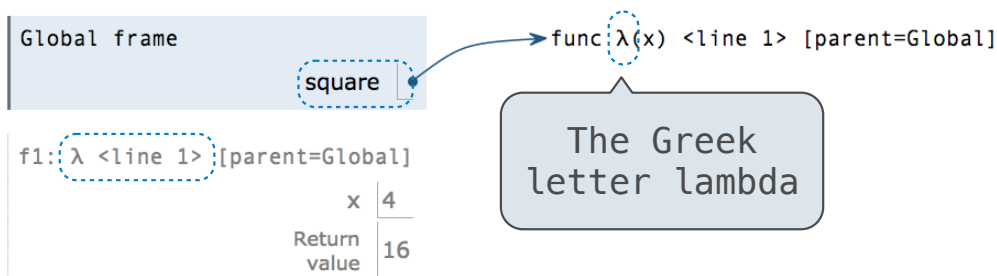 Global frame
func λ(x) <line 1> [parent=Global]
square
The Greek
letter lambda
f1: λ <line 1> [parent=Global]
x 4
Return
value 16